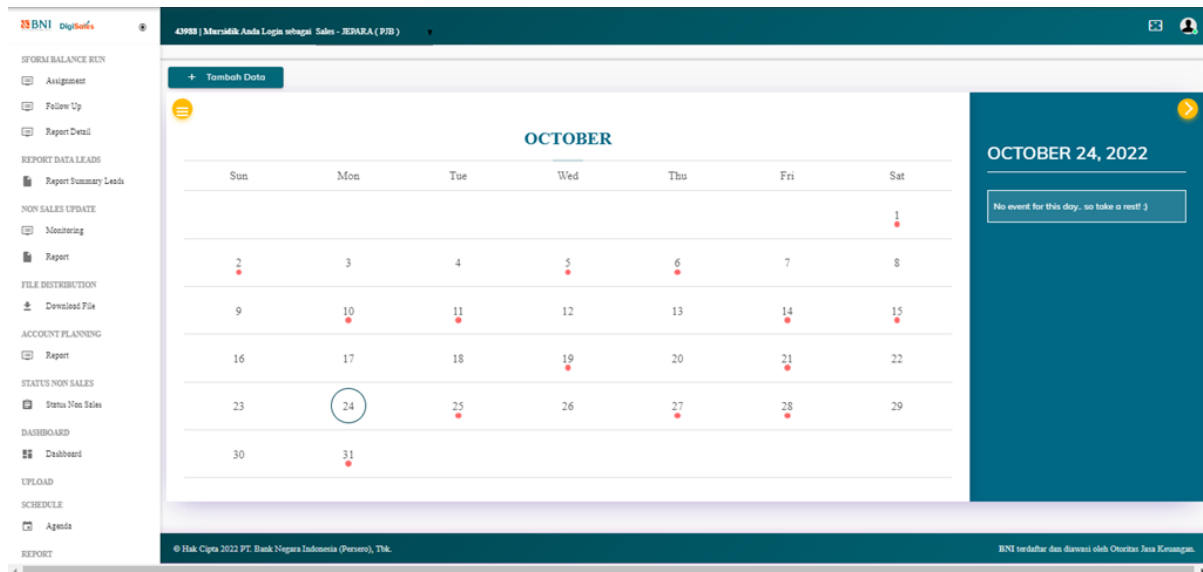 BNI DigiSales
43988 | Mursidik Anda Login sebagai Sales - JEPARA ( PJB )
SFORM BALANCE RUN
Assignment
Follow Up
Report Detail
REPORT DATA LEADS
Report Summary Leads
NON SALES UPDATE
Monitoring
Report
FILE DISTRIBUTION
Download File
ACCOUNT PLANNING
Report
STATUS NON SALES
Status Non Sales
DASHBOARD
Dashboard
UPLOAD
SCHEDULE
Agenda
REPORT
+ Tambah Data
OCTOBER
Sun Mon Tue Wed Thu Fri Sat
1
2 3 4 5 6 7 8
9 10 11 12 13 14 15
16 17 18 19 20 21 22
23 24 25 26 27 28 29
30 31
OCTOBER 24, 2022
No event for this day.. so take a rest! :)
© Hak Cipta 2022 PT. Bank Negara Indonesia (Persero), Tbk.
BNI terdaftar dan diawasi oleh Otoritas Jasa Keuangan.